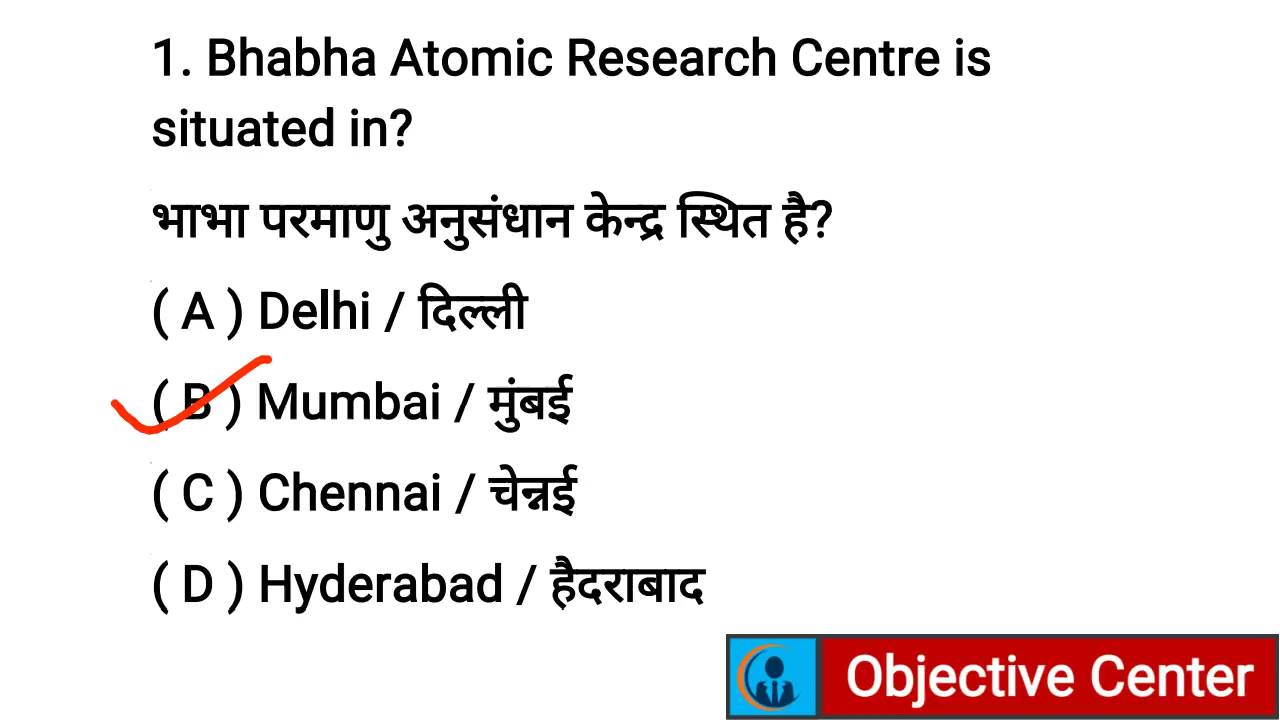 1. Bhabha Atomic Research Centre is
situated in?
भाभा परमाणु अनुसंधान केन्द्र स्थित है?
( A ) Delhi / दिल्ली
( B ) Mumbai / मुंबई
( C ) Chennai / चेन्नई
( D ) Hyderabad / हैदराबाद
Objective Center